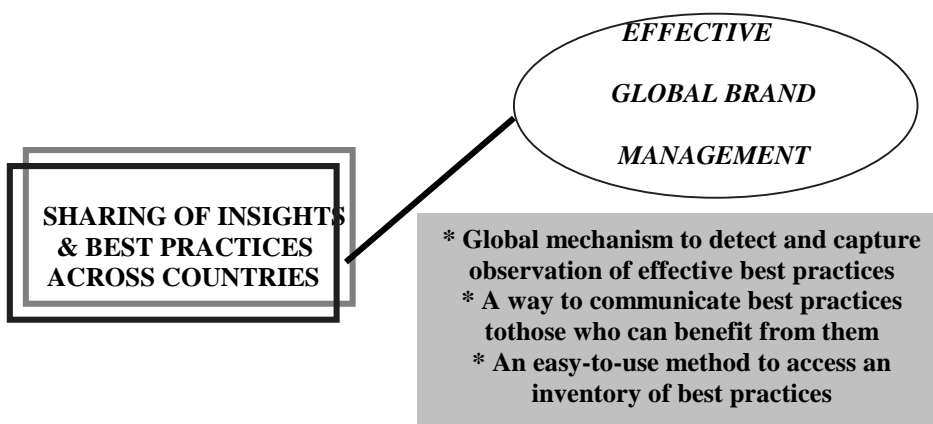 EFFECTIVE
GLOBAL BRAND
MANAGEMENT
SHARING OF INSIGHTS
& BEST PRACTICES
ACROSS COUNTRIES
* Global mechanism to detect and capture
observation of effective best practices
* A way to communicate best practices
tothose who can benefit from them
* An easy-to-use method to access an
inventory of best practices